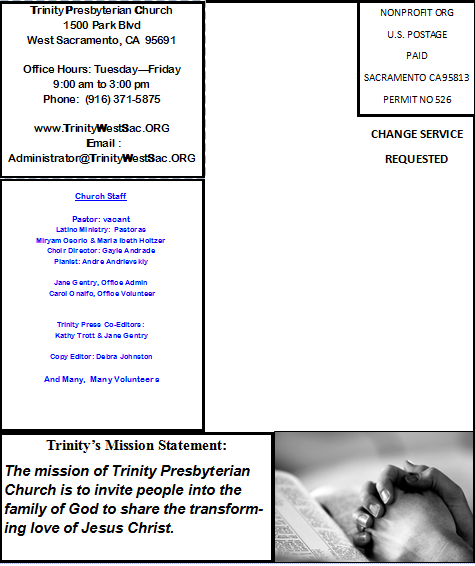 Trinity Presbyterian Church
1500 Park Blvd
West Sacramento, CA  95691
Office Hours: Tuesday—Friday
9:00 am to 3:00 pm
Phone:  (916) 371-5875
www.TrinityWestSac.ORG
Email :
Administrator@TrinityWestSac.ORG
NONPROFIT ORG
U.S. POSTAGE
PAID
SACRAMENTO CA 95813
PERMIT NO 526
CHANGE SERVICE
REQUESTED
Church Staff
Pastor: vacant
Latino Ministry:  Pastoras
Miryam Osorio & Maria Ibeth Holtzer
Choir Director: Gayle Andrade
Pianist: Andre Andrievskiy
Jane Gentry, Office Admin
Carol Onalfo, Office Volunteer
Trinity Press Co-Editors:
Kathy Trott & Jane Gentry
Copy Editor: Debra Johnston
And Many,  Many Volunteers
Trinity's Mission Statement:
The mission of Trinity Presbyterian
Church is to invite people into the
family of God to share the transform-
ing love of Jesus Christ.